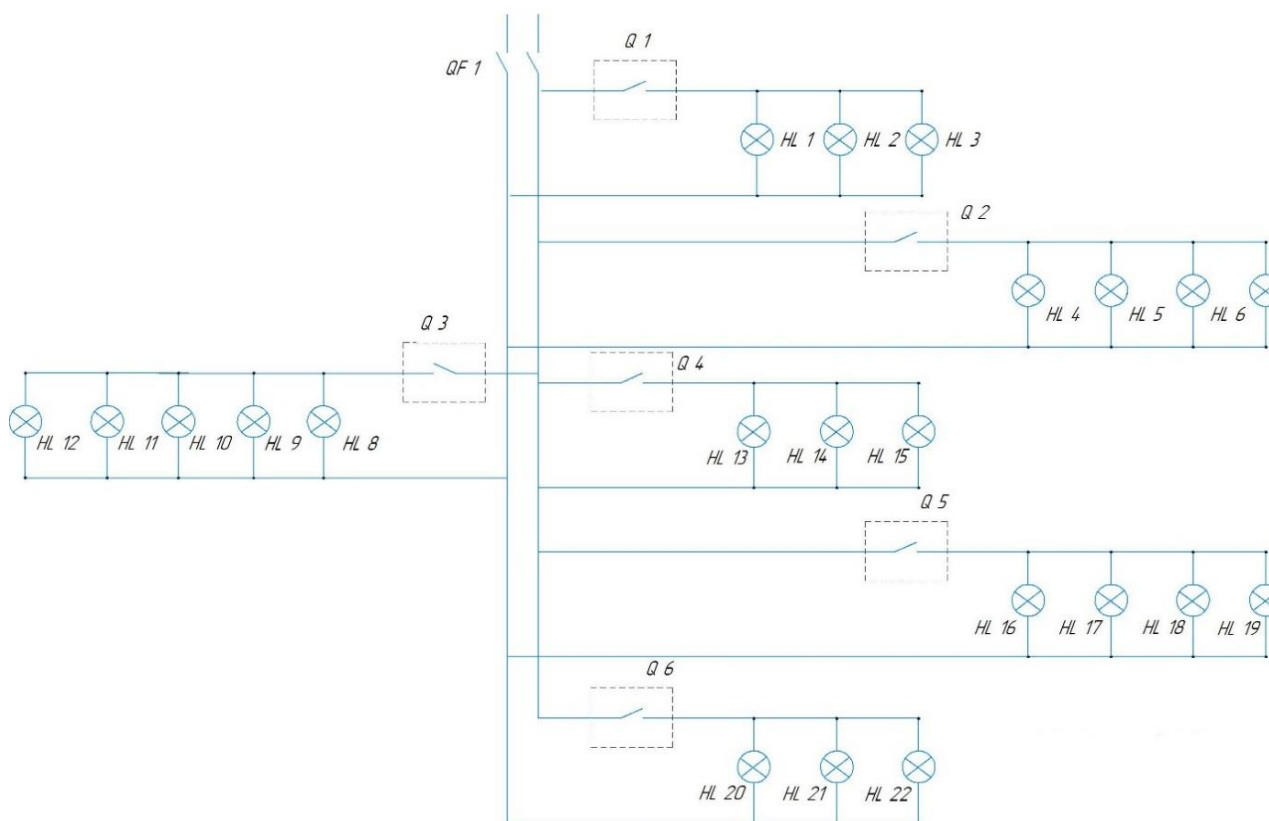 Q 1
QF 1
HL 1 HL 2 HL 3
Q 2
HL 4 HL 5 HL 6
Q 3
Q 4
HL 12 HL 11 HL 10 HL 9 HL 8
HL 13 HL 14 HL 15
Q 5
HL 16 HL 17 HL 18 HL 19
Q 6
HL 20 HL 21 HL 22